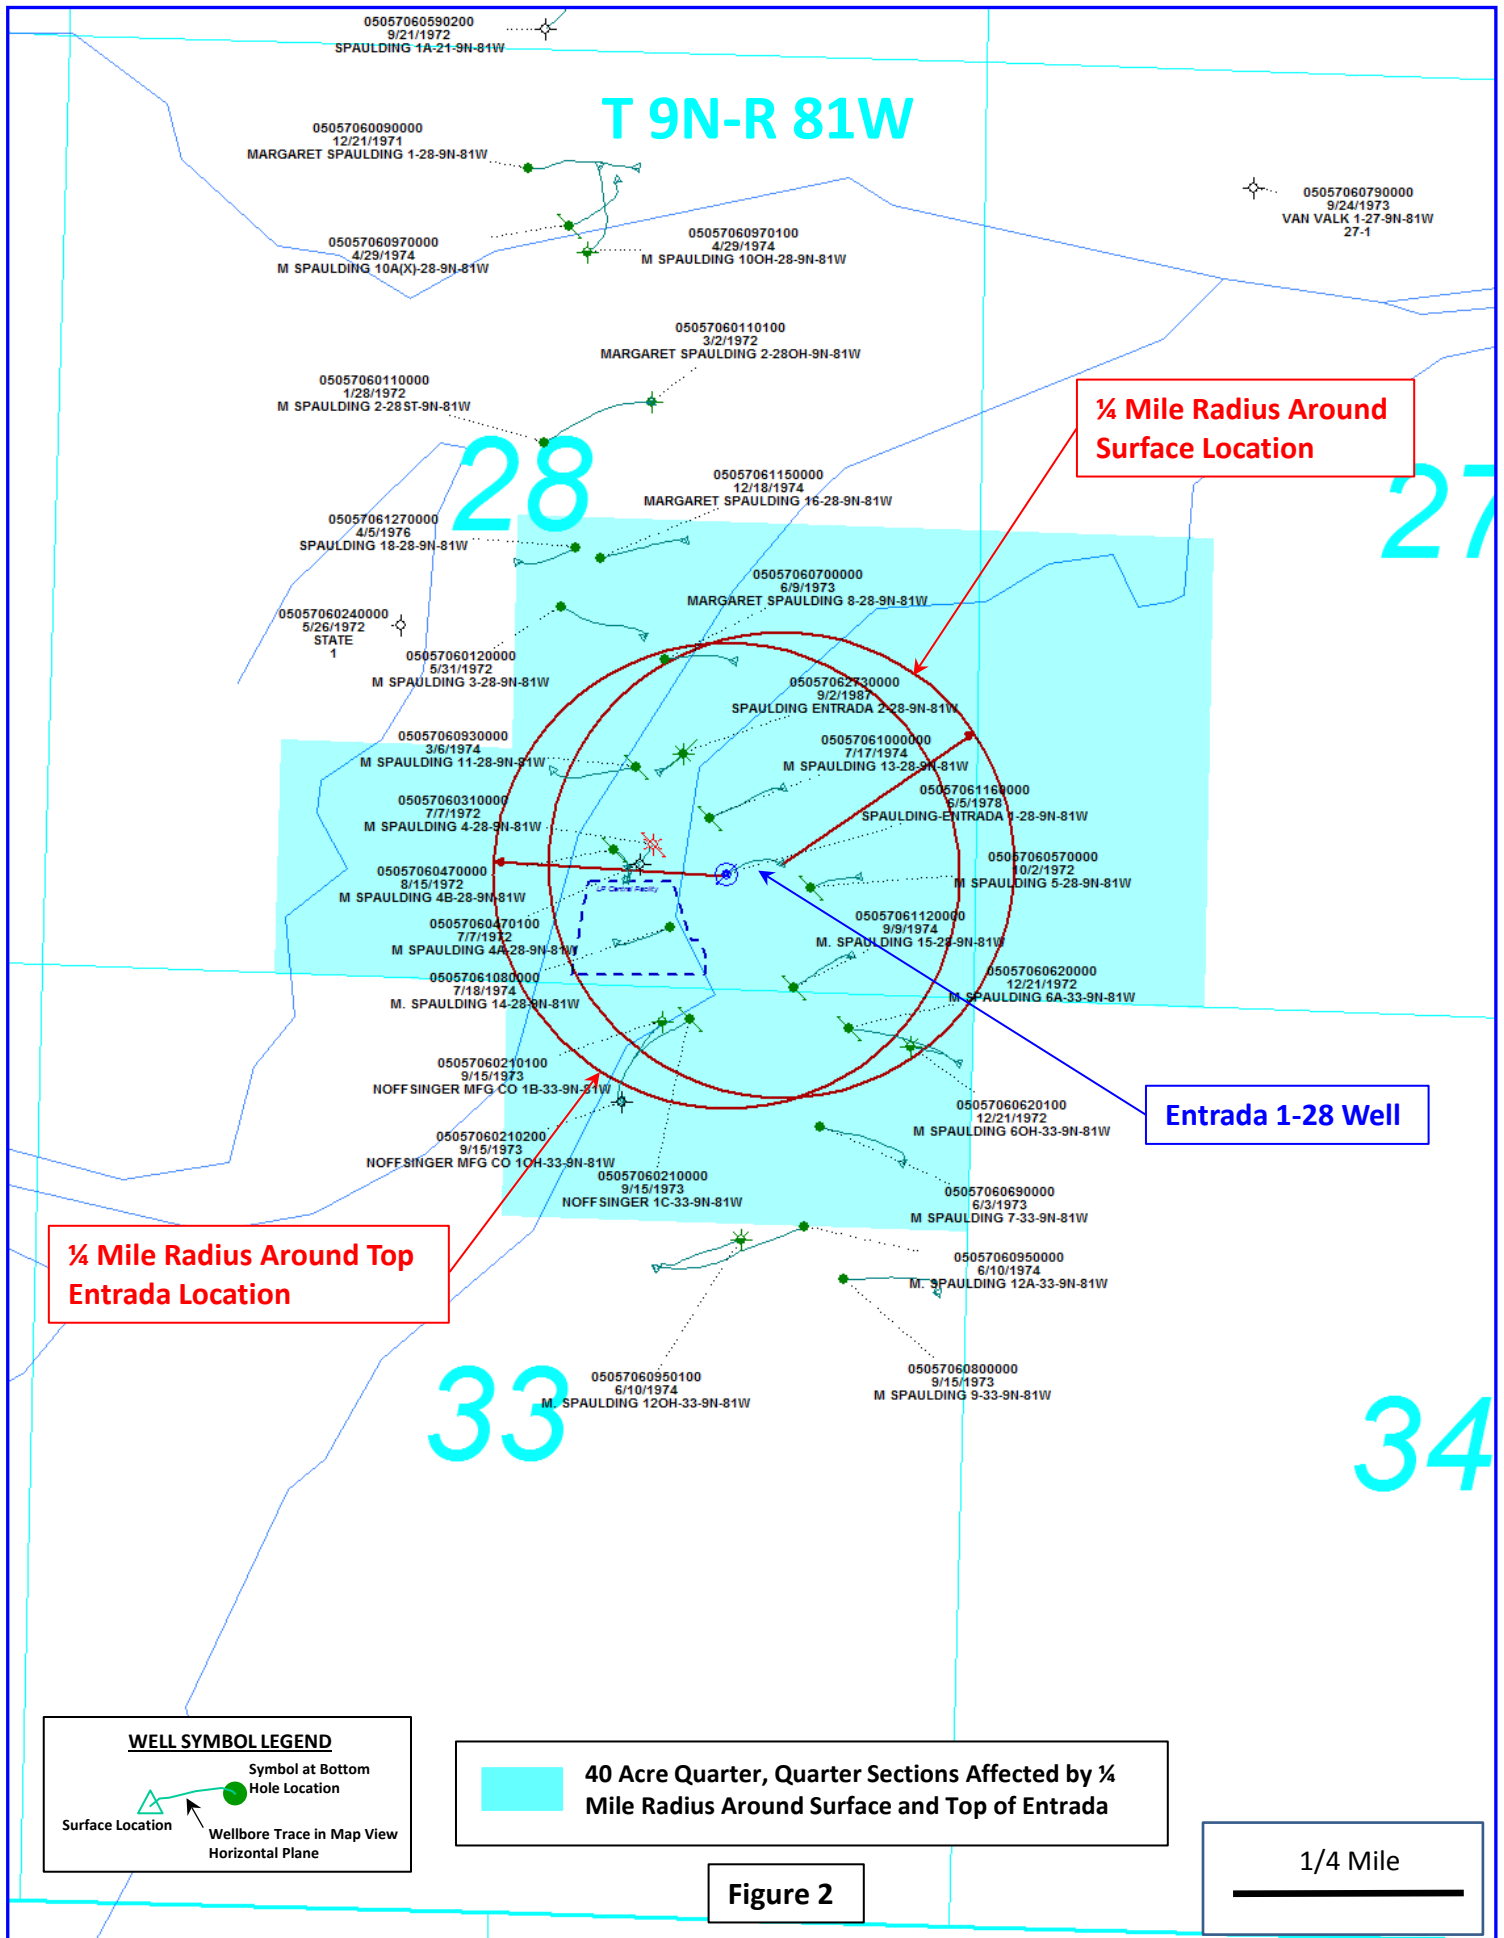 05057060590200
9/21/1972
SPAULDING 1A-21-9N-81W
T 9N-R 81W
05057060090000
12/21/1971
MARGARET SPAULDING 1-28-9N-81W
05057060790000
9/24/1973
VAN VALK 1-27-9N-81W
27-1
05057060970000
4/29/1974
M SPAULDING 10A(X)-28-9N-81W
05057060970100
4/29/1974
M SPAULDING 10OH-28-9N-81W
05057060110100
3/2/1972
MARGARET SPAULDING 2-28OH-9N-81W
05057060110000
1/28/1972
M SPAULDING 2-28ST-9N-81W
¼ Mile Radius Around
Surface Location
28
27
05057061150000
12/18/1974
MARGARET SPAULDING 16-28-9N-81W
05057061270000
4/5/1976
SPAULDING 18-28-9N-81W
05057060700000
6/9/1973
MARGARET SPAULDING 8-28-9N-81W
05057060240000
5/26/1972
STATE
1
05057060120000
5/31/1972
M SPAULDING 3-28-9N-81W
05057062730000
9/2/1987
SPAULDING ENTRADA 2-28-9N-81W
05057060930000
3/6/1974
M SPAULDING 11-28-9N-81W
05057061000000
7/17/1974
M SPAULDING 13-28-9N-81W
05057060310000
7/7/1972
M SPAULDING 4-28-9N-81W
05057061160000
6/5/1978
SPAULDING-ENTRADA 1-28-9N-81W
05057060470000
8/15/1972
M SPAULDING 4B-28-9N-81W
05057060570000
10/2/1972
M SPAULDING 5-28-9N-81W
LP Central Facility
05057060470100
7/7/1972
M SPAULDING 4A-28-9N-81W
05057061120000
9/9/1974
M. SPAULDING 15-28-9N-81W
05057061080000
7/18/1974
M. SPAULDING 14-28-9N-81W
05057060620000
12/21/1972
M SPAULDING 6A-33-9N-81W
05057060210100
9/15/1973
NOFFSINGER MFG CO 1B-33-9N-81W
05057060620100
12/21/1972
M SPAULDING 6OH-33-9N-81W
Entrada 1-28 Well
05057060210200
9/15/1973
NOFFSINGER MFG CO 1OH-33-9N-81W
05057060210000
9/15/1973
NOFFSINGER 1C-33-9N-81W
05057060690000
6/3/1973
M SPAULDING 7-33-9N-81W
¼ Mile Radius Around Top
Entrada Location
05057060950000
6/10/1974
M. SPAULDING 12A-33-9N-81W
05057060950100
6/10/1974
M. SPAULDING 12OH-33-9N-81W
05057060800000
9/15/1973
M SPAULDING 9-33-9N-81W
33
34
WELL SYMBOL LEGEND
Symbol at Bottom
Hole Location
Surface Location
Wellbore Trace in Map View
Horizontal Plane
40 Acre Quarter, Quarter Sections Affected by ¼
Mile Radius Around Surface and Top of Entrada
Figure 2
1/4 Mile